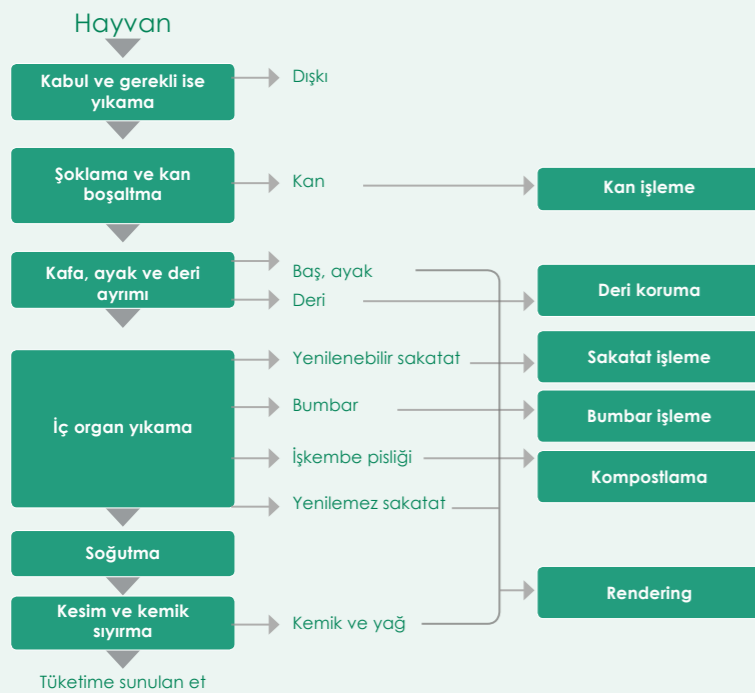 Hayvan
Kabul ve gerekli ise
yıkama
Dışkı
Şoklama ve kan
boşaltma
Kan
Kan işleme
Kafa, ayak ve deri
ayrımı
Baş, ayak
Deri
Deri koruma
İç organ yıkama
Yenilenebilir sakatat
Sakatat işleme
Bumbar
Bumbar işleme
İşkembe pisliği
Kompostlama
Yenilemez sakatat
Soğutma
Rendering
Kesim ve kemik
sıyırma
Kemik ve yağ
Tüketime sunulan et